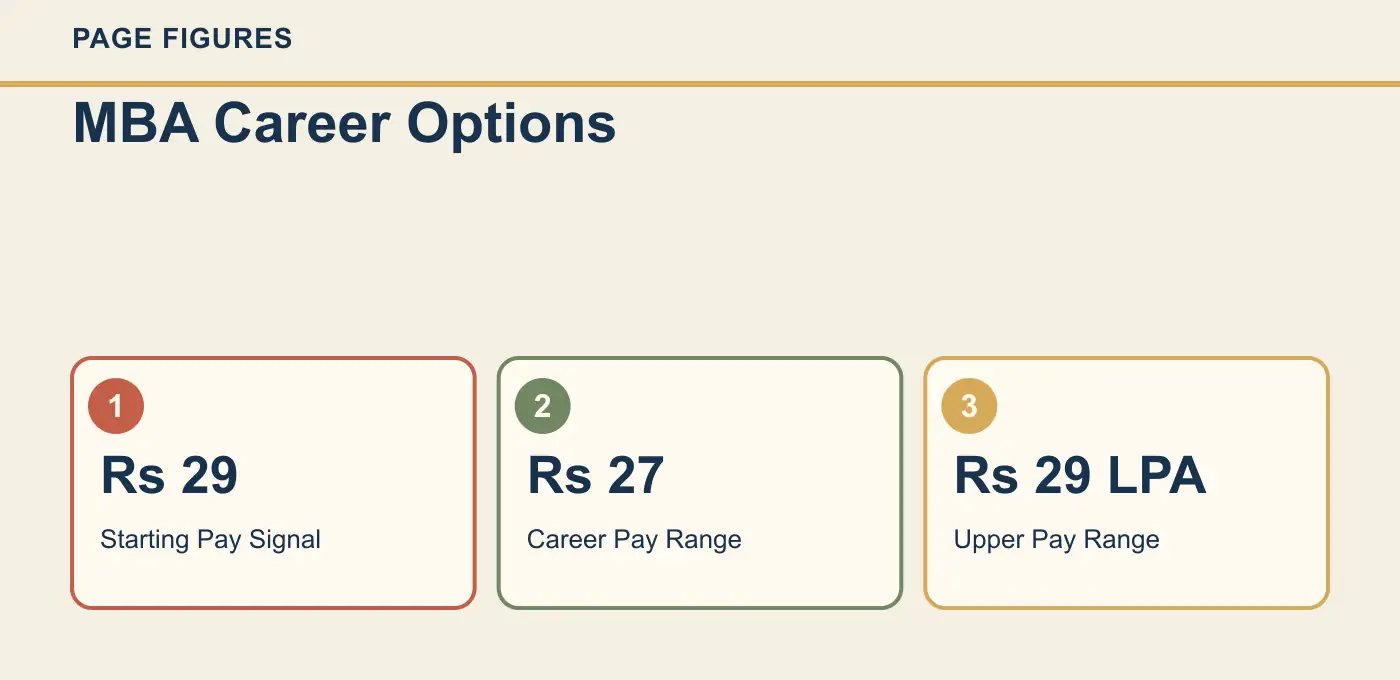 PAGE FIGURES
MBA Career Options
1
Rs 29
Starting Pay Signal
2
Rs 27
Career Pay Range
3
Rs 29 LPA
Upper Pay Range